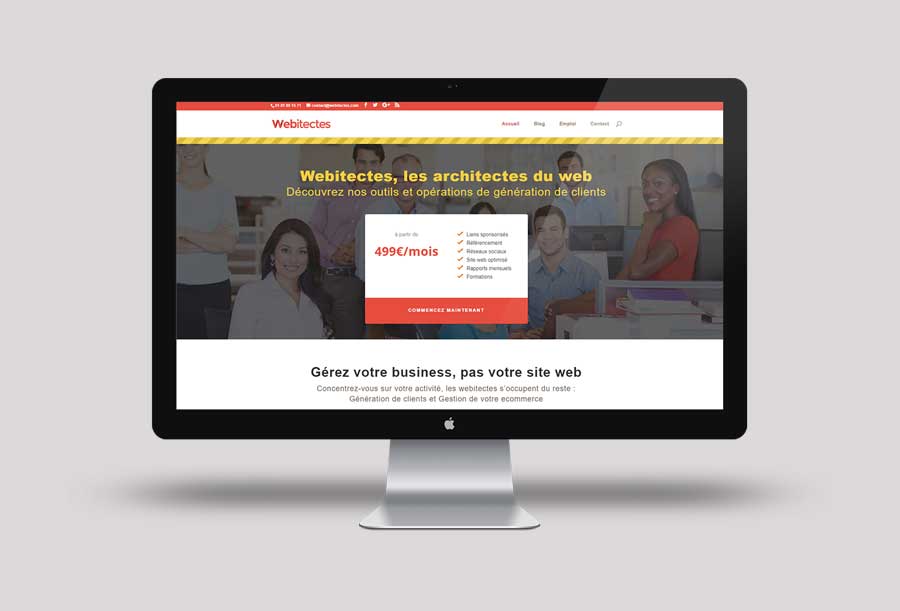 contact@webitectes.com
Webitectes
Accueil Blog Emploi Contact
Webitectes, les architectes du web
Découvrez nos outils et opérations de génération de clients
à partir de
499€/mois
Liens sponsorisés
Référencement
Réseaux sociaux
Site web optimisé
Rapports mensuels
Formations
COMMENCEZ MAINTENANT
Gérez votre business, pas votre site web
Concentrez-vous sur votre activité, les webitectes s'occupent du reste :
Génération de clients et Gestion de votre ecommerce